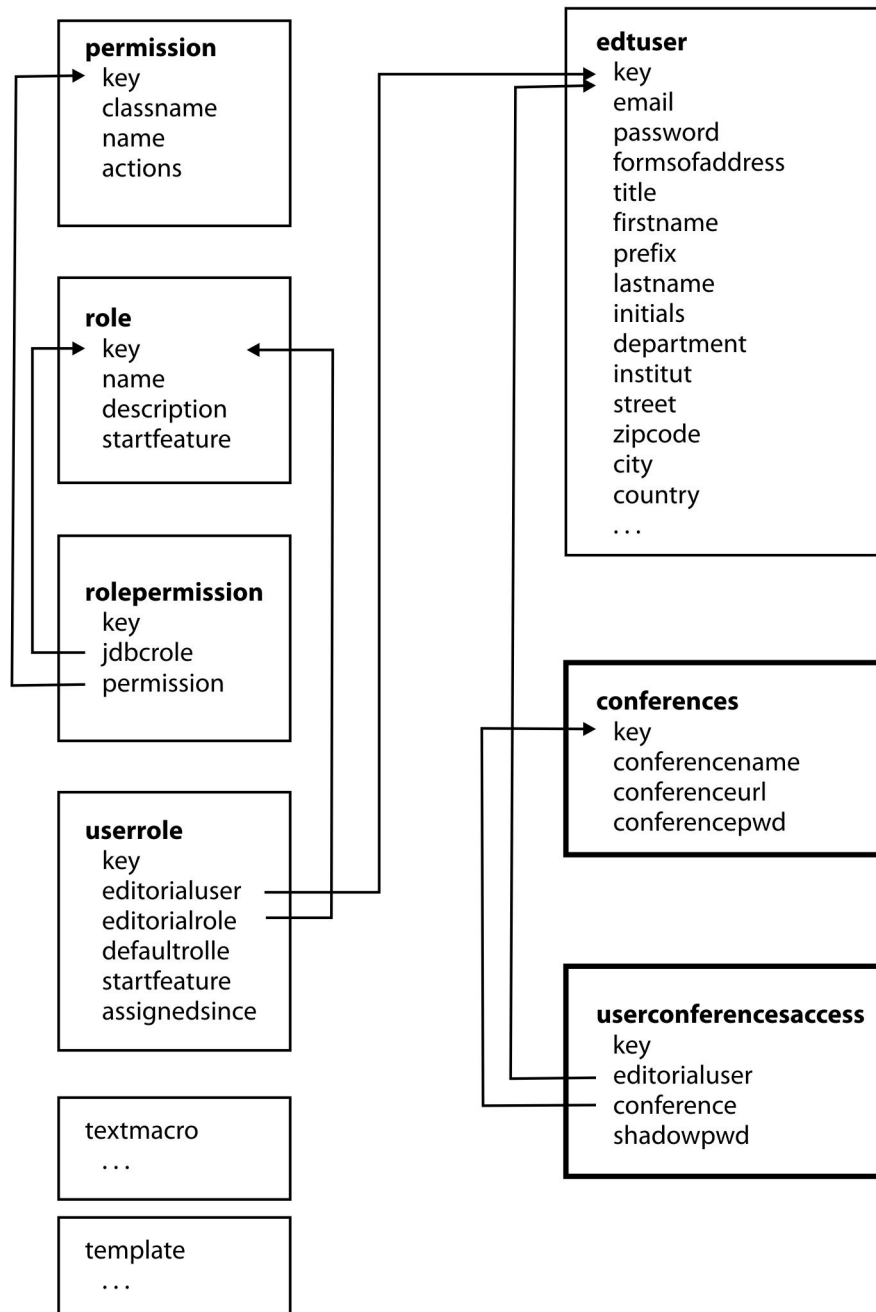 permission
key
classname
name
actions
role
key
name
description
startfeature
rolepermission
key
jdbcrole
permission
userrole
key
editorialuser
editorialrole
defaultrolle
startfeature
assignedsince
textmacro
...
template
...
edtuser
key
email
password
formsofaddress
title
firstname
prefix
lastname
initials
department
institut
street
zipcode
city
country
...
conferences
key
conferencename
conferenceurl
conferencepwd
userconferencesaccess
key
editorialuser
conference
shadowpwd